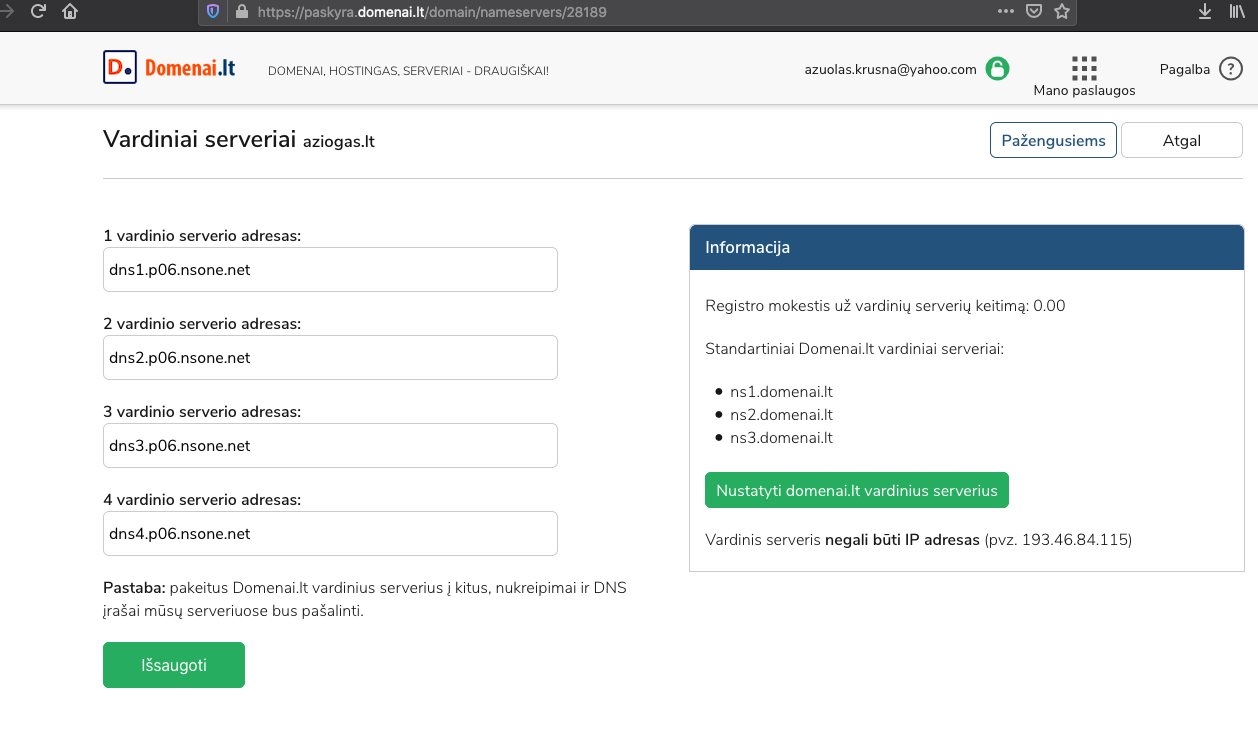 https://paskyra.domenai.lt/domain/nameservers/28189
D. Domenai.lt
DOMENAI, HOSTINGAS, SERVERIAI - DRAUGIŠKAI!
azuolas.krusna@yahoo.com
Mano paslaugos
Pagalba ?
Vardiniai serveriai aziogas.lt
Pažengusiems
Atgal
1 vardinio serverio adresas:
dns1.p06.nsone.net
2 vardinio serverio adresas:
dns2.p06.nsone.net
3 vardinio serverio adresas:
dns3.p06.nsone.net
4 vardinio serverio adresas:
dns4.p06.nsone.net
Pastaba: pakeitus Domenai.lt vardinius serverius į kitus, nukreipimai ir DNS
įrašai mūsų serveriuose bus pašalinti.
Išsaugoti
Informacija
Registro mokestis už vardinių serverių keitimą: 0.00
Standartiniai Domenai.lt vardiniai serveriai:
• ns1.domenai.lt
• ns2.domenai.lt
• ns3.domenai.lt
Nustatyti domenai.lt vardinius serverius
Vardinis serveris negali būti IP adresas (pvz. 193.46.84.115)